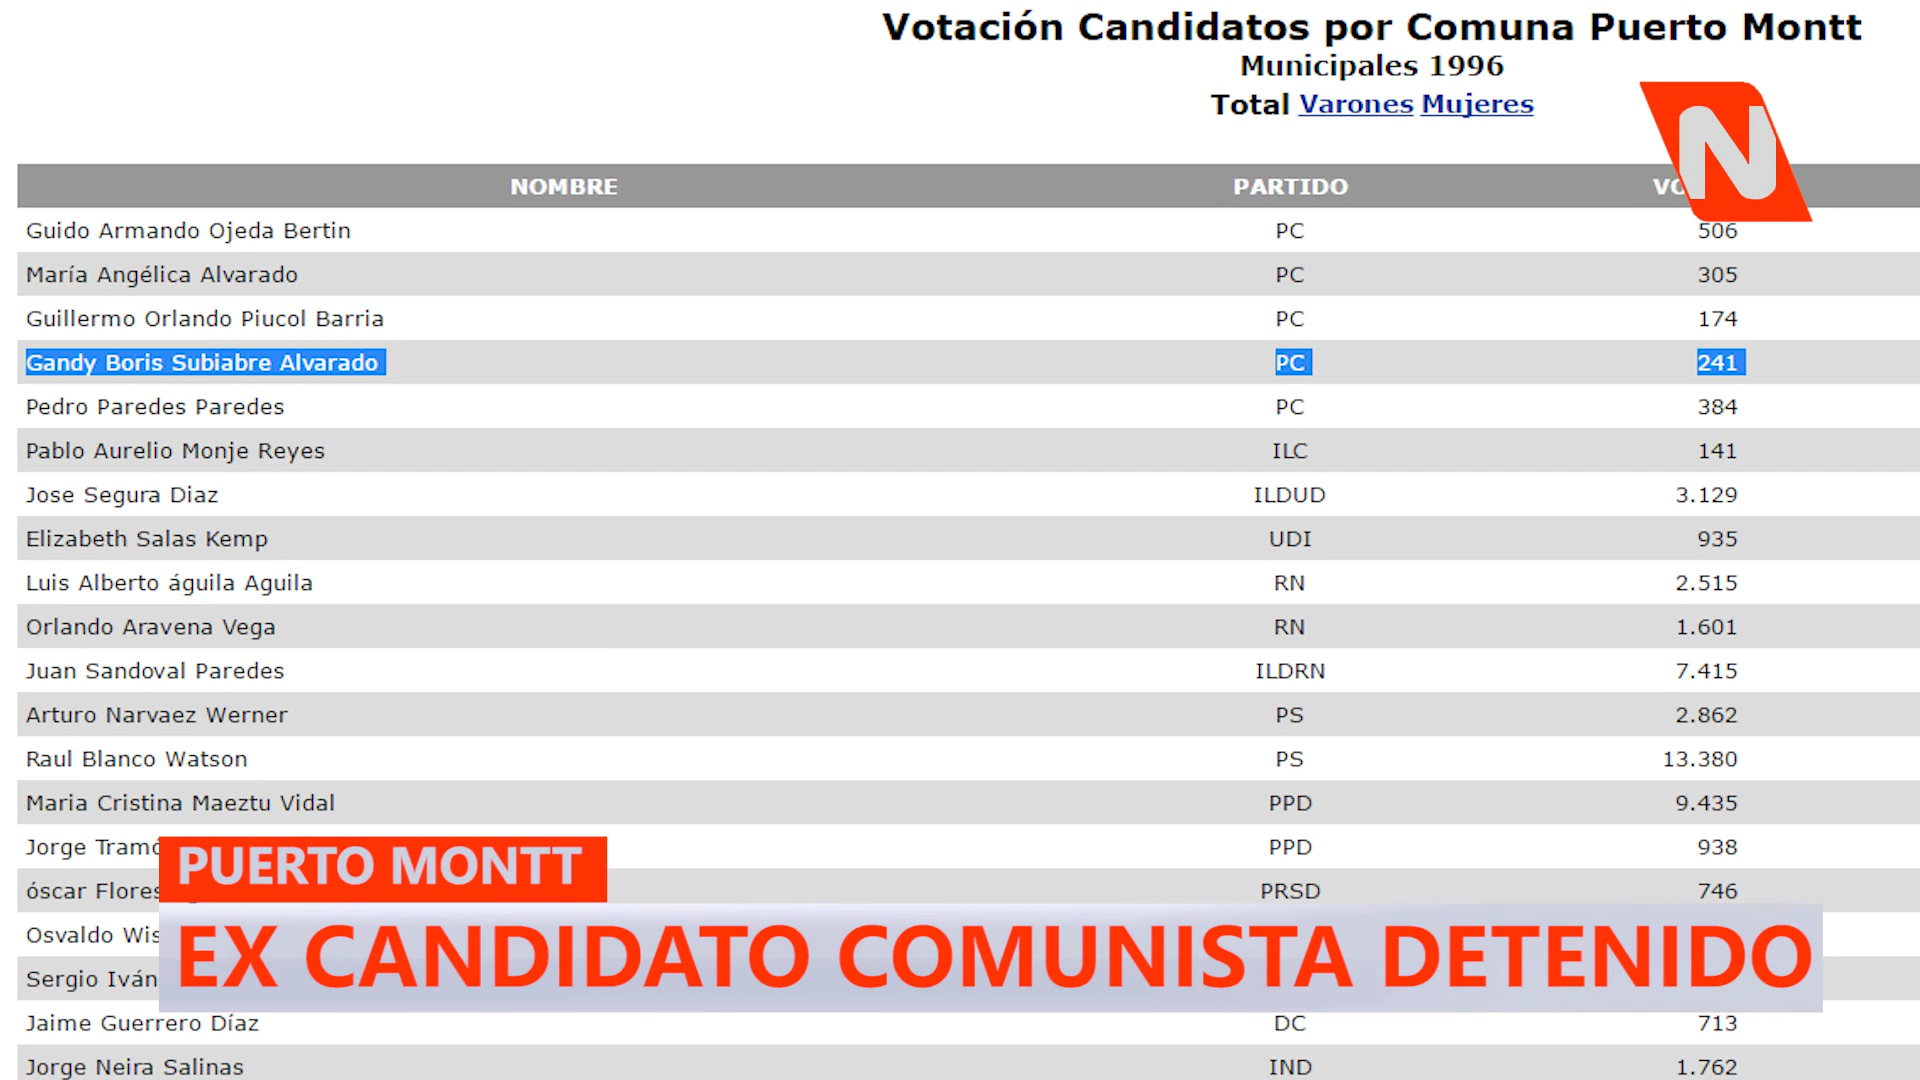 Votación Candidatos por Comuna Puerto Montt
Municipales 1996
Total Varones Mujeres
N
NOMBRE PARTIDO
Guido Armando Ojeda Bertin PC 506
María Angélica Alvarado PC 305
Guillermo Orlando Piucol Barria PC 174
Gandy Boris Subiabre Alvarado PC 241
Pedro Paredes Paredes PC 384
Pablo Aurelio Monje Reyes ILC 141
Jose Segura Diaz ILDUD 3.129
Elizabeth Salas Kemp UDI 935
Luis Alberto águila Aguila RN 2.515
Orlando Aravena Vega RN 1.601
Juan Sandoval Paredes ILDRN 7.415
Arturo Narvaez Werner PS 2.862
Raul Blanco Watson PS 13.380
Maria Cristina Maeztu Vidal PPD 9.435
Jorge PPD 938
óscar Flores PRSD 746
Osvaldo
Sergio Iván
Jaime Guerrero Díaz DC 713
Jorge Neira Salinas IND 1.762
PUERTO MONTT
EX CANDIDATO COMUNISTA DETENIDO